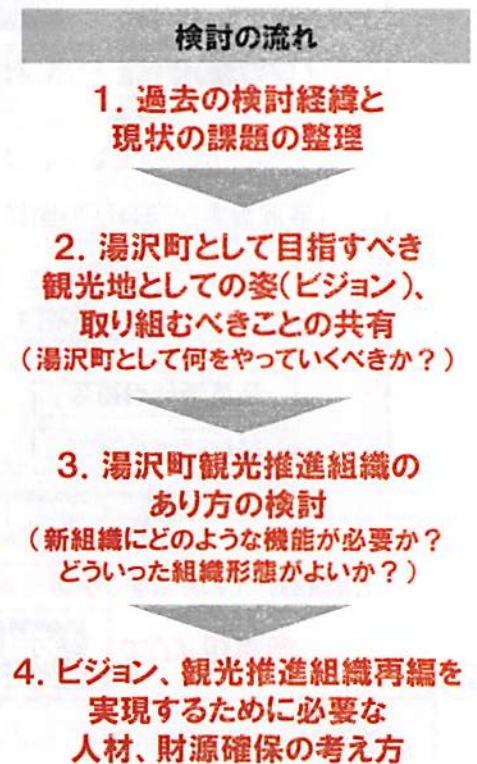 検討の流れ
1. 過去の検討経緯と
現状の課題の整理
2. 湯沢町として目指すべき
観光地としての姿(ビジョン)、
取り組むべきことの共有
(湯沢町として何をやっていくべきか？)
3. 湯沢町観光推進組織の
あり方の検討
(新組織にどのような機能が必要か？
どういった組織形態がよいか？)
4. ビジョン、観光推進組織再編を
実現するために必要な
人材、財源確保の考え方